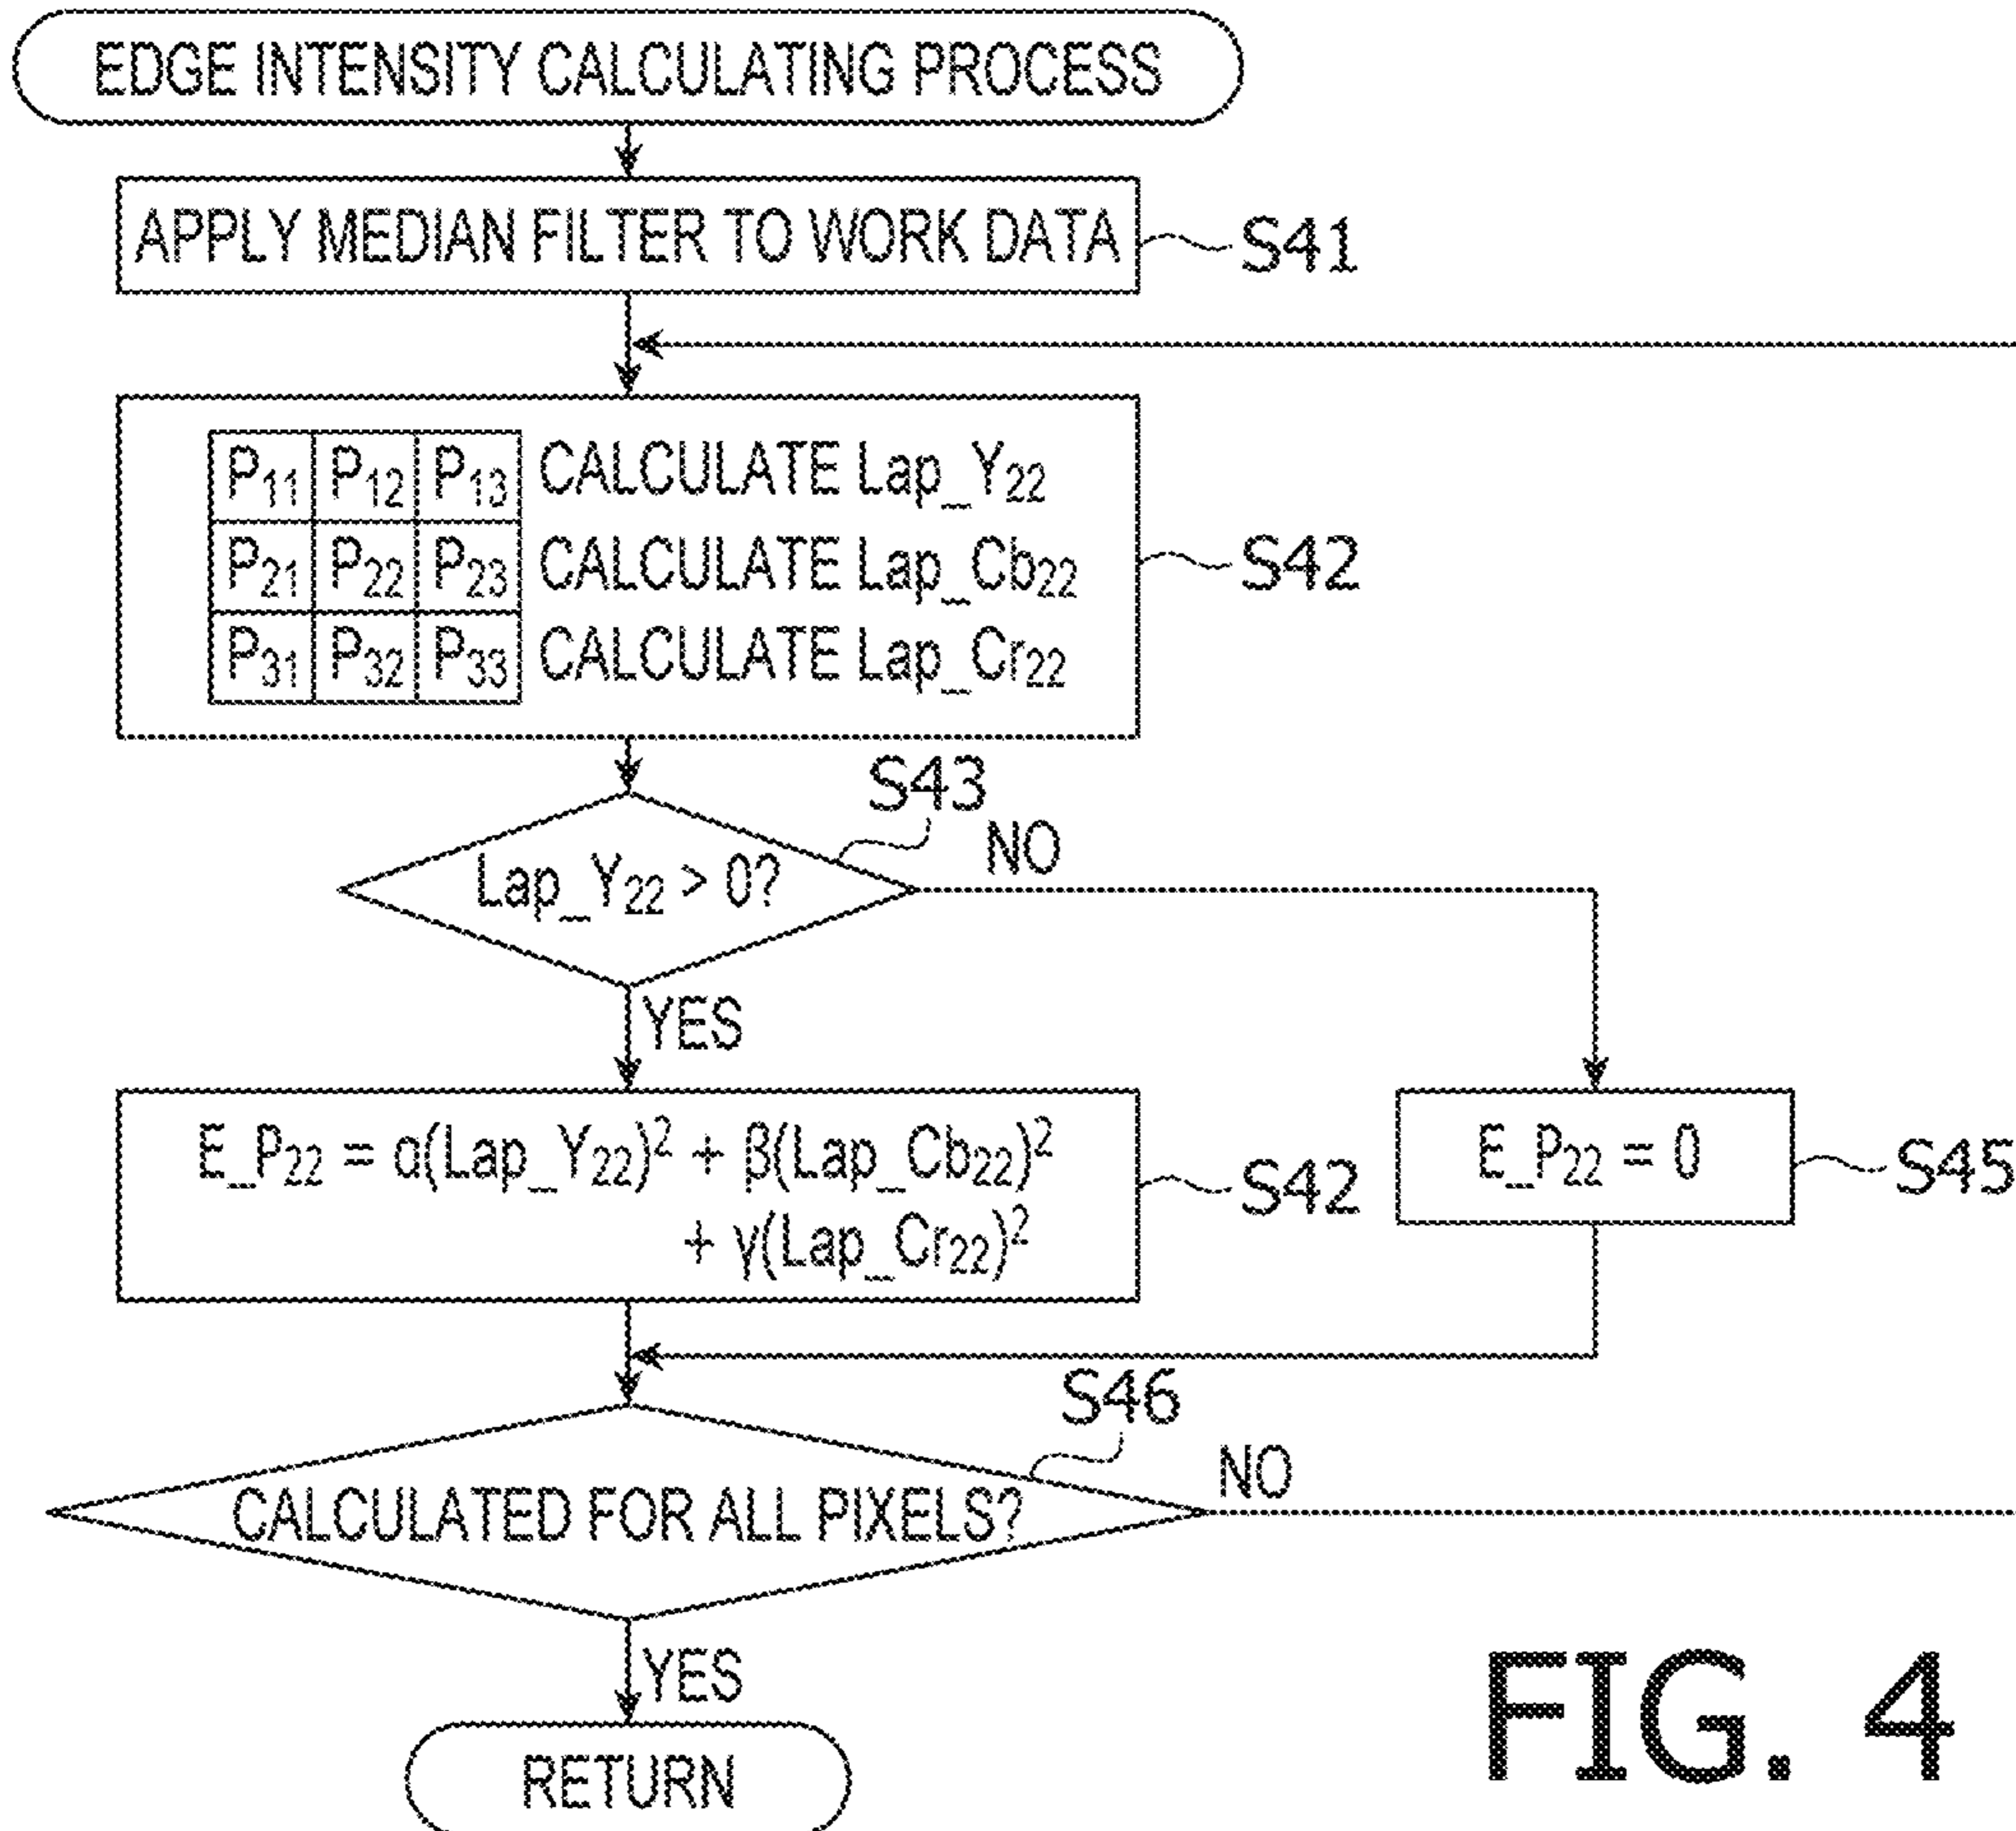 EDGE INTENSITY CALCULATING PROCESS
APPLY MEDIAN FILTER TO WORK DATA
S41
P₁₁ P₁₂ P₁₃ CALCULATE Lap_Y₂₂
P₂₁ P₂₂ P₂₃ CALCULATE Lap_Cb₂₂
S42
P₃₁ P₃₂ P₃₃ CALCULATE Lap_Cr₂₂
S43
Lap_Y₂₂ > 0?
NO
YES
E_P₂₂ = α(Lap_Y₂₂)² + β(Lap_Cb₂₂)²
+ γ(Lap_Cr₂₂)²
S42
E_P₂₂ = 0
S45
S46
CALCULATED FOR ALL PIXELS?
NO
YES
RETURN
FIG. 4